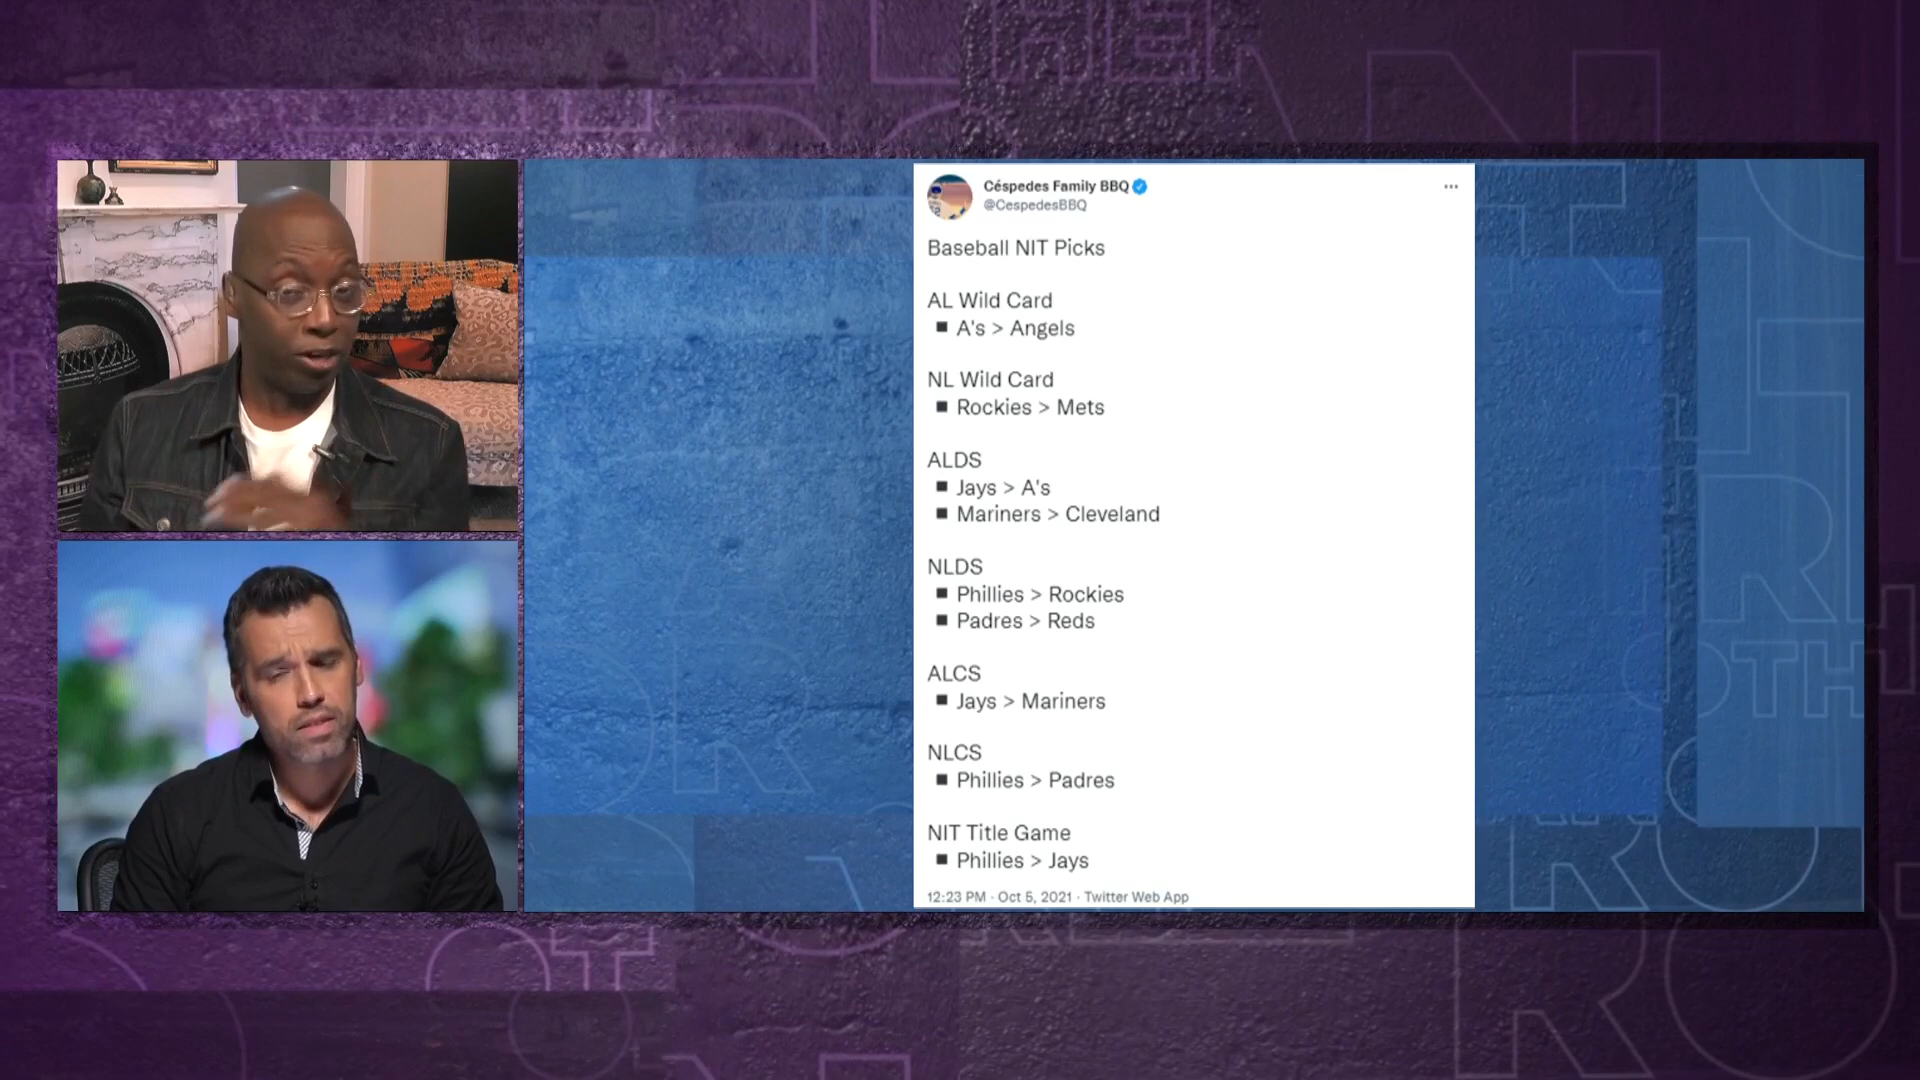 Céspedes Family BBQ
@CespedesBBQ
Baseball NIT Picks
AL Wild Card
▪ A's > Angels
NL Wild Card
▪ Rockies > Mets
ALDS
▪ Jays > A's
▪ Mariners > Cleveland
NLDS
▪ Phillies > Rockies
▪ Padres > Reds
ALCS
▪ Jays > Mariners
NLCS
▪ Phillies > Padres
NIT Title Game
▪ Phillies > Jays
12:23 PM · Oct 5, 2021 · Twitter Web App